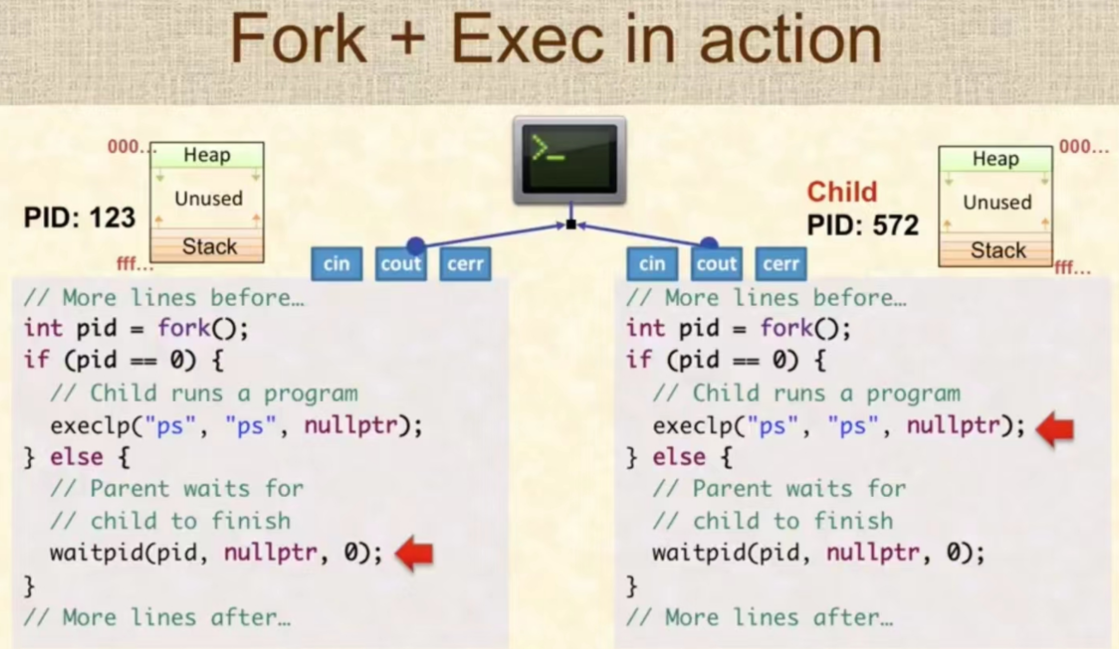 Fork + Exec in action
000...
Heap
Unused
Stack
fff...
PID: 123
>_
Child
PID: 572
Heap
Unused
Stack
000...
fff...
cin cout cerr
cin cout cerr
// More lines before…
int pid = fork();
if (pid == 0) {
// Child runs a program
execlp("ps", "ps", nullptr);
} else {
// Parent waits for
// child to finish
waitpid(pid, nullptr, 0);
}
// More lines after…
// More lines before…
int pid = fork();
if (pid == 0) {
// Child runs a program
execlp("ps", "ps", nullptr);
} else {
// Parent waits for
// child to finish
waitpid(pid, nullptr, 0);
}
// More lines after…